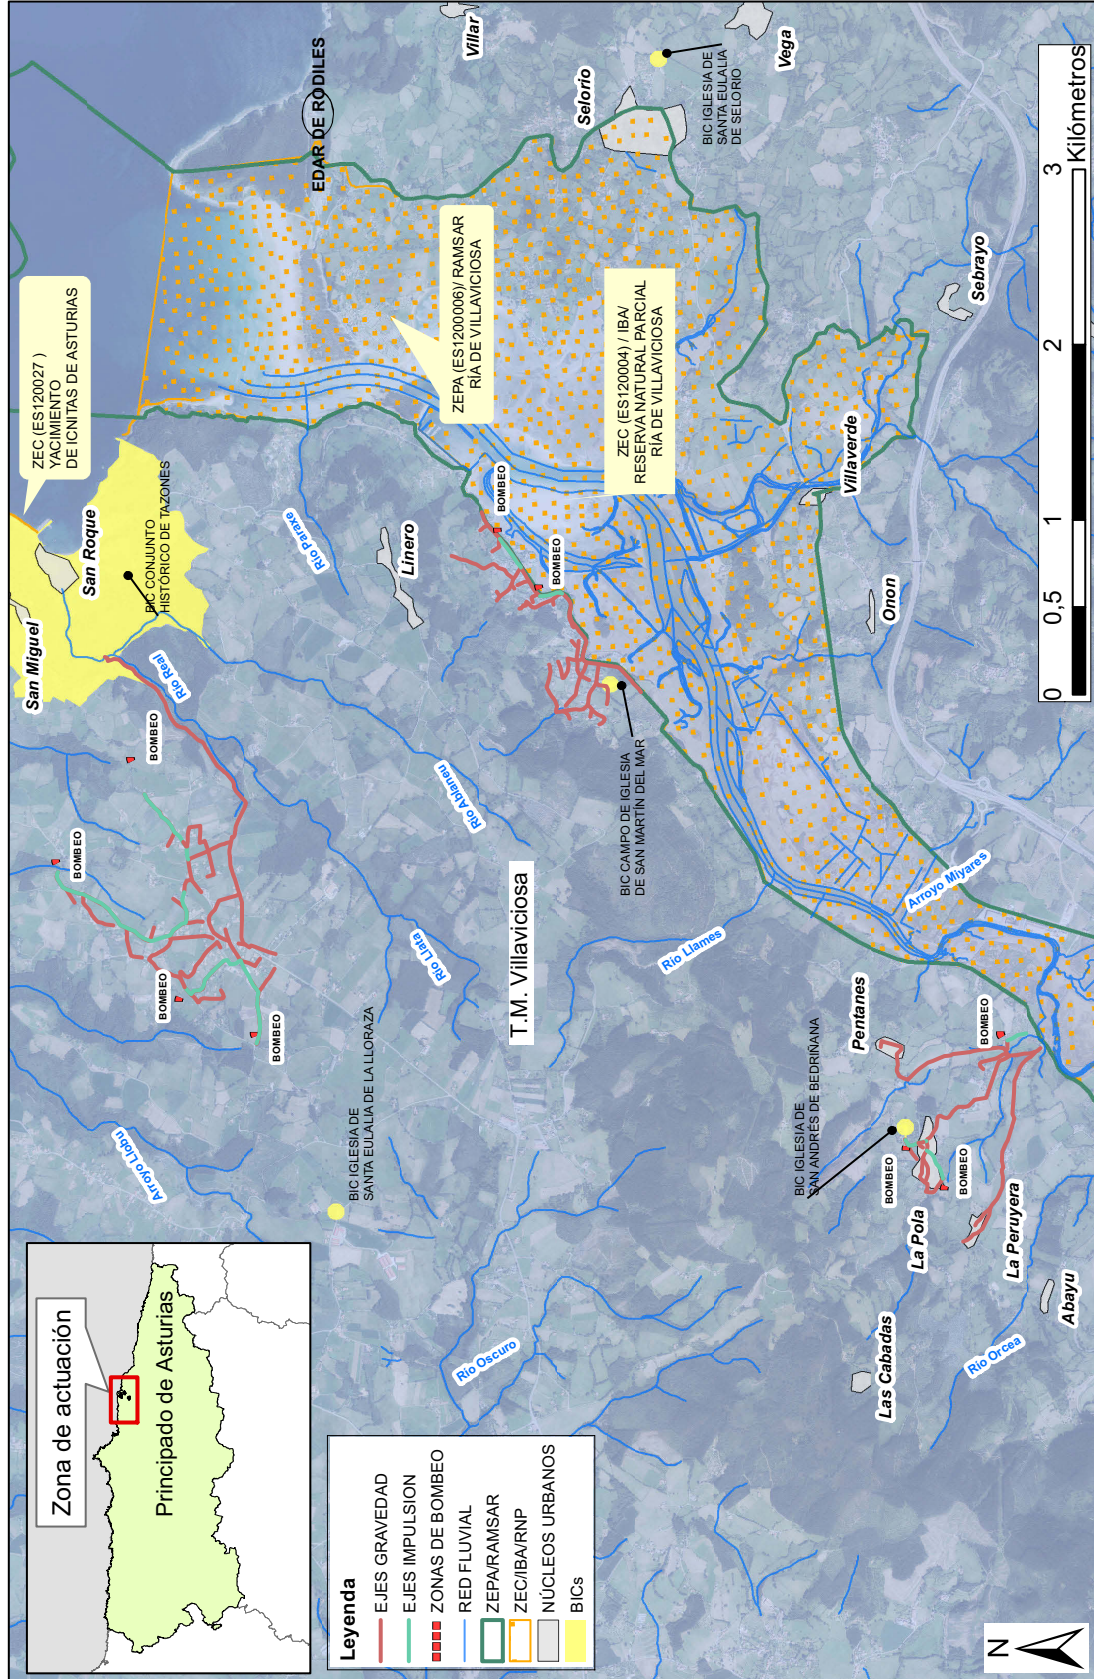 Zona de actuación
Principado de Asturias
Leyenda
EJES GRAVEDAD
EJES IMPULSION
ZONAS DE BOMBEO
RED FLUVIAL
ZEPA/RAMSAR
ZEC/IBA/RNP
NÚCLEOS URBANOS
BICs
N
San Miguel
San Roque
ZEC (ES120027 )
YACIMIENTO
DE ICNITAS DE ASTURIAS
BIC CONJUNTO
HISTÓRICO DE TAZONES
Río Real
BOMBEO
BOMBEO
BOMBEO
BOMBEO
Arroyo Llobu
BIC IGLESIA DE
SANTA EULALIA DE LA LLORAZA
Río Llata
Río Ablaneu
Río Paraxe
Linero
EDAR DE RODILES
Villar
Selorio
BIC IGLESIA DE
SANTA EULALIA
DE SELORIO
Vega
ZEPA (ES1200006)/ RAMSAR
RÍA DE VILLAVICIOSA
ZEC (ES120004) / IBA/
RESERVA NATURAL PARCIAL
RÍA DE VILLAVICIOSA
BOMBEO
BOMBEO
BIC CAMPO DE IGLESIA
DE SAN MARTÍN DEL MAR
T.M. Villaviciosa
Río Llames
Río Oscuro
Villaverde
Onon
Sebrayo
Arroyo Miyares
Pentanes
BIC IGLESIA DE
SAN ANDRÉS DE BEDRIÑANA
BOMBEO
BOMBEO
BOMBEO
La Pola
La Peruyera
Las Cabadas
Río Orcea
Abayu
0 0,5 1 2 3
Kilómetros